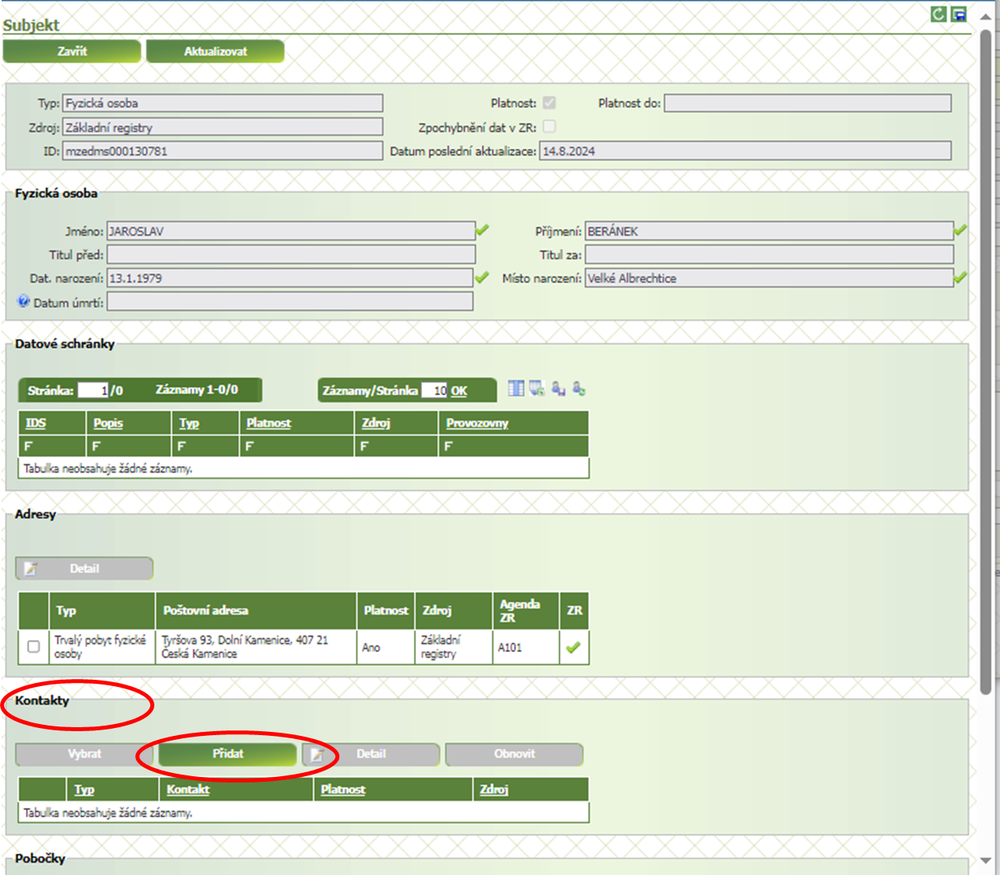 Subjekt
Zavřít Aktualizovat
Typ: Fyzická osoba Platnost: Platnost do:
Zdroj: Základní registry Zpochybnění dat v ZR:
ID: mzedms000130781 Datum poslední aktualizace: 14.8.2024
Fyzická osoba
Jméno: JAROSLAV Příjmení: BERÁNEK
Titul před: Titul za:
Dat. narození: 13.1.1979 Místo narození: Velké Albrechtice
Datum úmrtí:
Datové schránky
Stránka: 1/0 Záznamy 1-0/0 Záznamy/Stránka 10 OK
IDS Popis Typ Platnost Zdroj Provozovny
F F F F F F
Tabulka neobsahuje žádné záznamy.
Adresy
Detail
Typ Poštovní adresa Platnost Zdroj Agenda ZR ZR
Trvalý pobyt fyzické osoby Tyršova 93, Dolní Kamenice, 407 21 Česká Kamenice Ano Základní registry A101
Kontakty
Vybrat Přidat Detail Obnovit
Typ Kontakt Platnost Zdroj
Tabulka neobsahuje žádné záznamy.
Pobočky